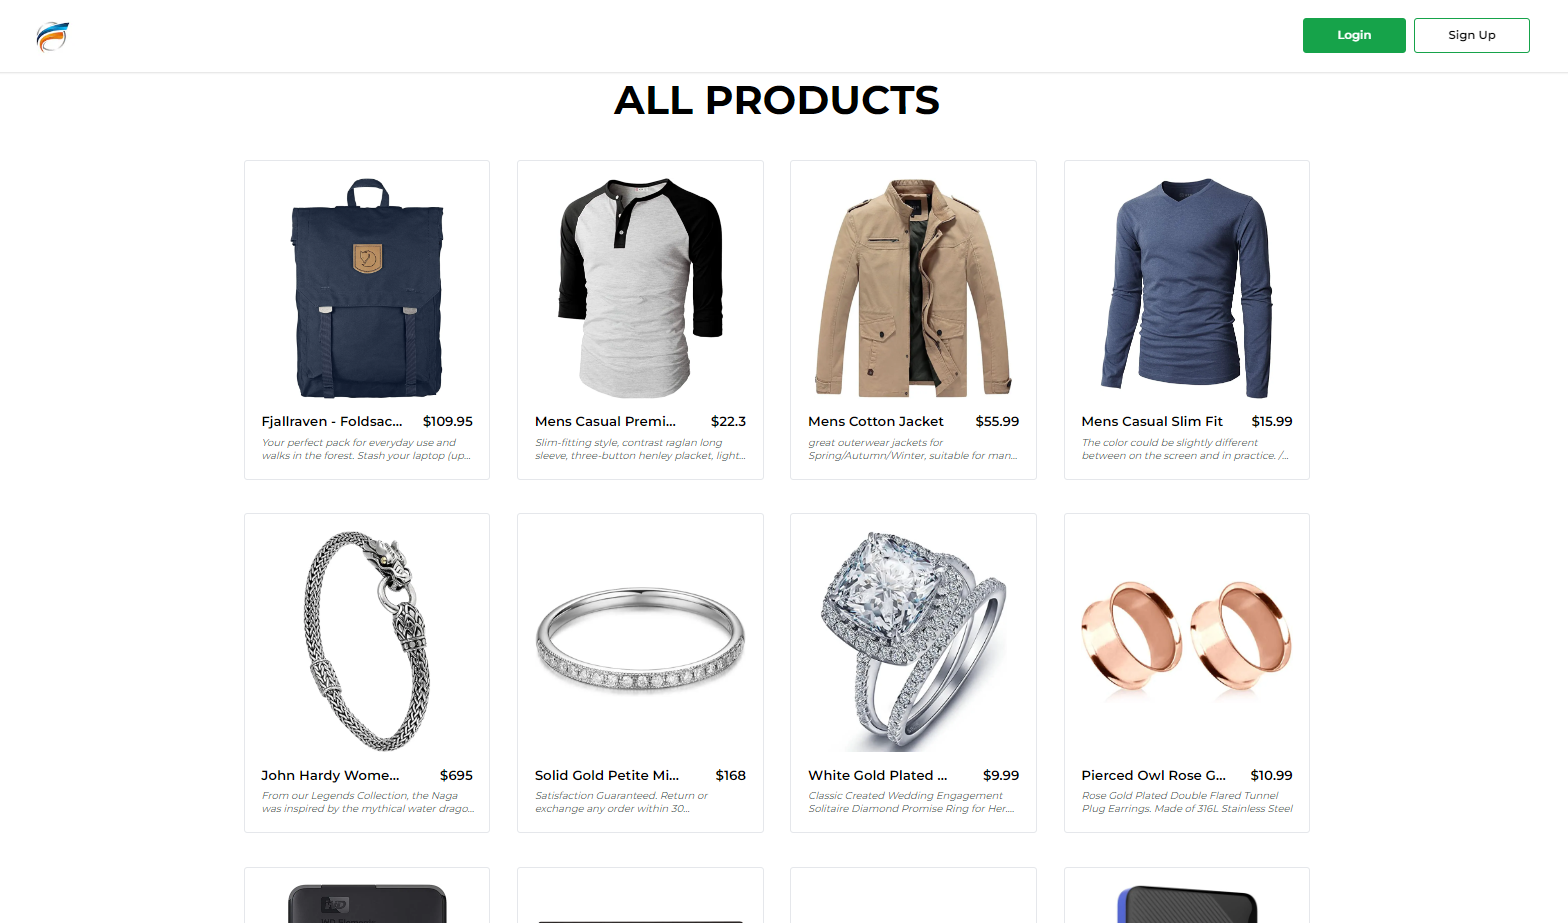 Login
Sign Up
ALL PRODUCTS
Fjallraven - Foldsac... $109.95
Your perfect pack for everyday use and
walks in the forest. Stash your laptop (up...
Mens Casual Premi... $22.3
Slim-fitting style, contrast raglan long
sleeve, three-button henley placket, light...
Mens Cotton Jacket $55.99
great outerwear jackets for
Spring/Autumn/Winter, suitable for man...
Mens Casual Slim Fit $15.99
The color could be slightly different
between on the screen and in practice. /...
John Hardy Wome... $695
From our Legends Collection, the Naga
was inspired by the mythical water drago...
Solid Gold Petite Mi... $168
Satisfaction Guaranteed. Return or
exchange any order within 30...
White Gold Plated ... $9.99
Classic Created Wedding Engagement
Solitaire Diamond Promise Ring for Her....
Pierced Owl Rose G... $10.99
Rose Gold Plated Double Flared Tunnel
Plug Earrings. Made of 316L Stainless Steel
WD